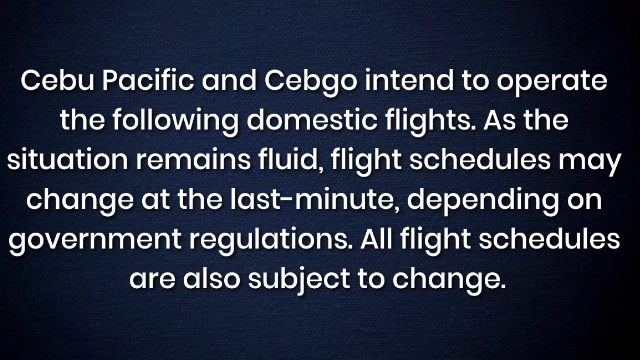 Cebu Pacific and Cebgo intend to operate
the following domestic flights. As the
situation remains fluid, flight schedules may
change at the last-minute, depending on
government regulations. All flight schedules
are also subject to change.